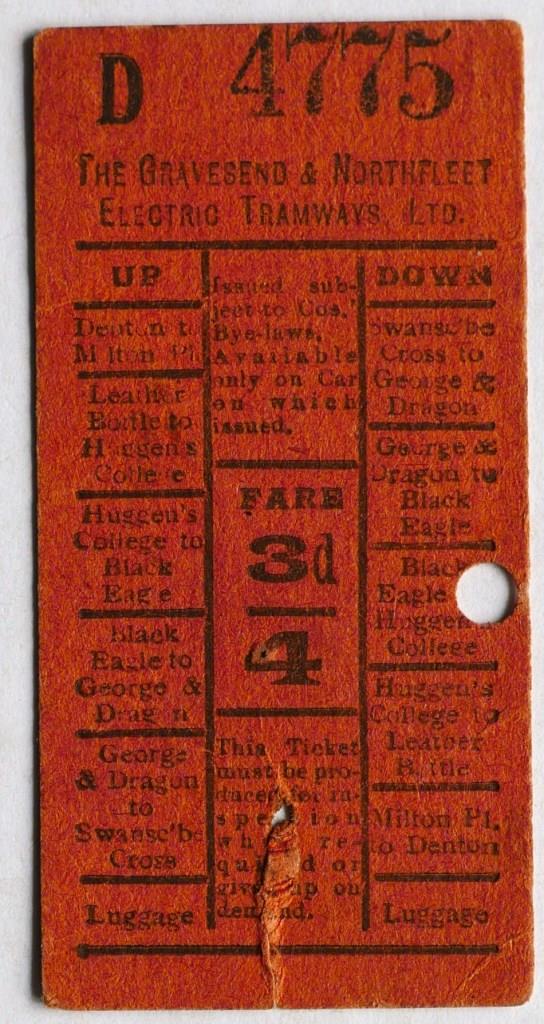 D 4775
THE GRAVESEND & NORTHFLEET
ELECTRIC TRAMWAYS, LTD.
UP
Denton to
Milton Pl.
Leather
Bottle to
Huggen's
College
Huggen's
College to
Black
Eagle
Black
Eagle to
George &
Dragon
George
& Dragon
to
Swansc'be
Cross
Luggage
Issued sub-
ject to Cos.'
Bye-laws.
Available
only on Car
on which
issued.
FARE
3d
4
This Ticket
must be pro-
duced for in-
spection
when re-
quired or
given up on
demand.
DOWN
Swansc'be
Cross to
George &
Dragon
George &
Dragon to
Black
Eagle
Black
Eagle
Huggen's
College
Huggen's
College to
Leather
Bottle
Milton Pl.
to Denton
Luggage